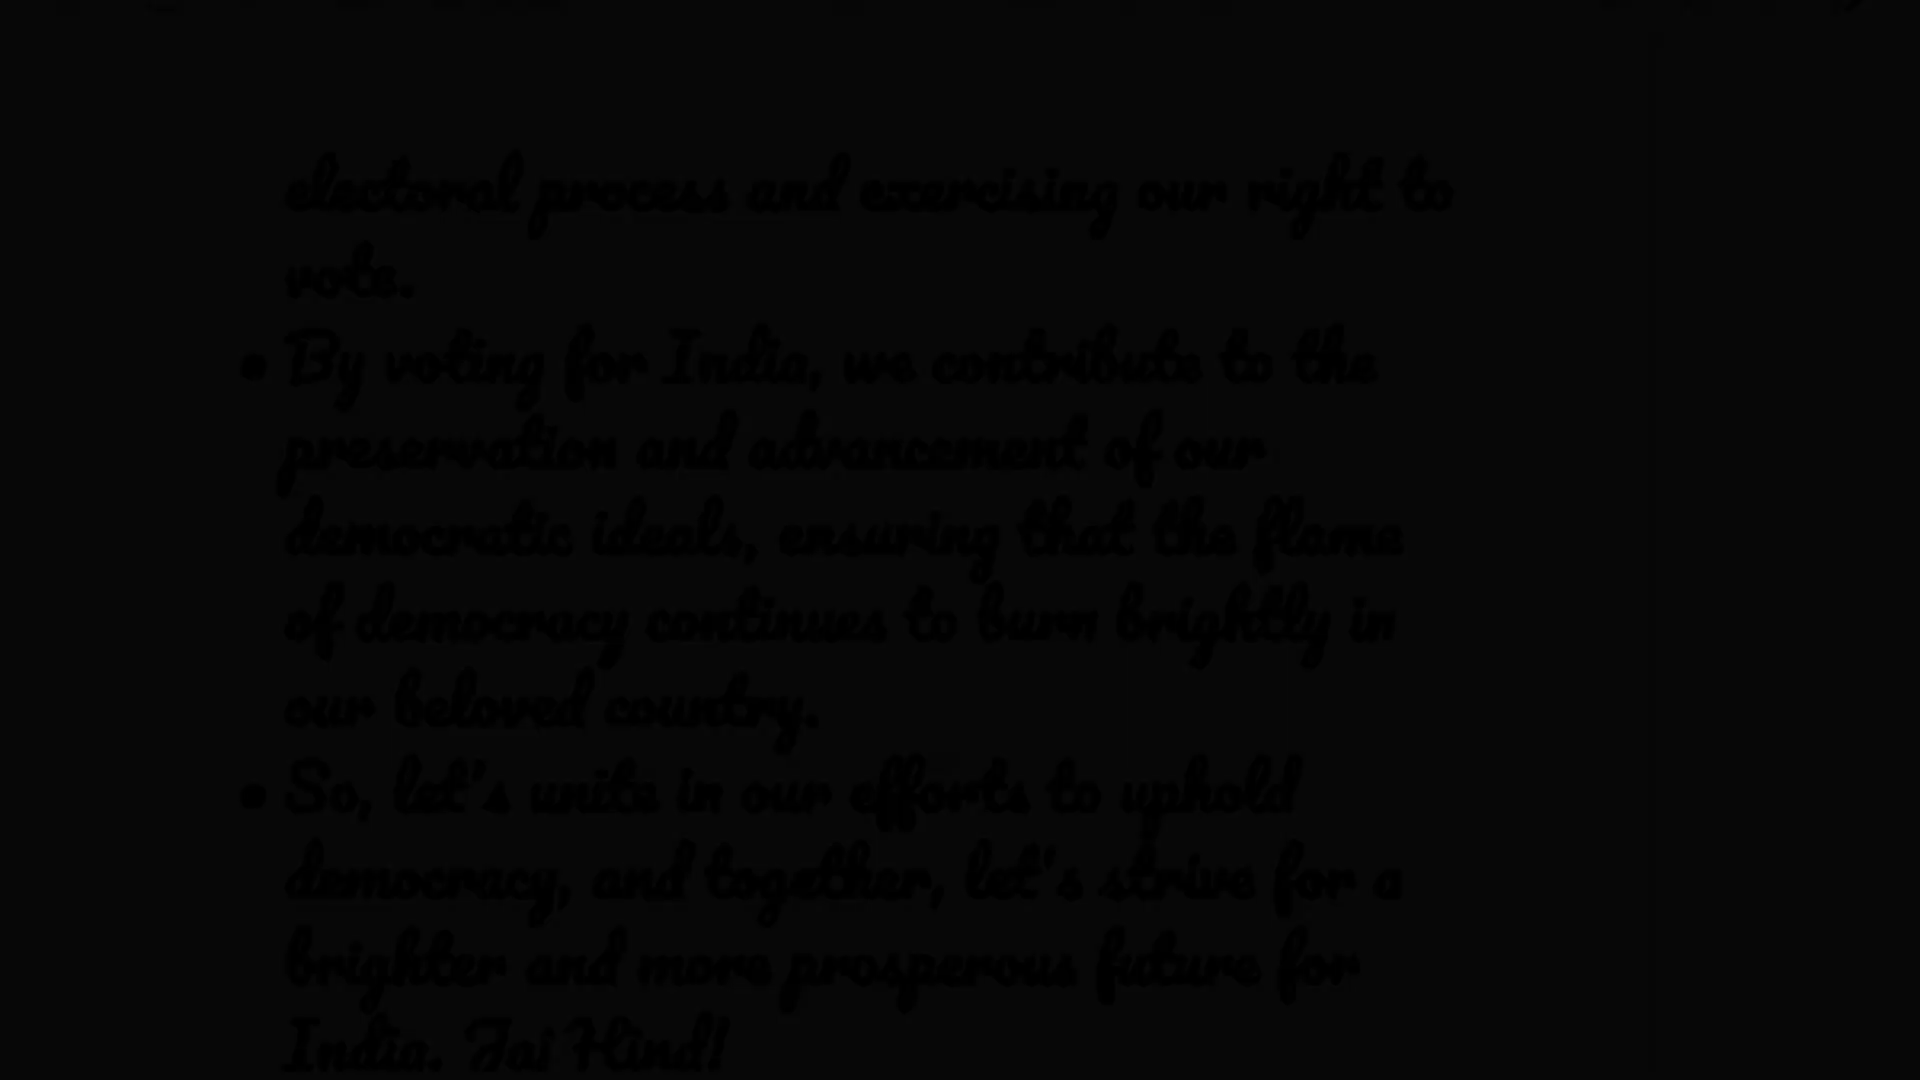 electoral process and exercising our right to
vote.
• By voting for India, we contribute to the
preservation and advancement of our
democratic ideals, ensuring that the flame
of democracy continues to burn brightly in
our beloved country.
• So, let's unite in our efforts to uphold
democracy, and together, let's strive for a
brighter and more prosperous future for
India. Jai Hind!